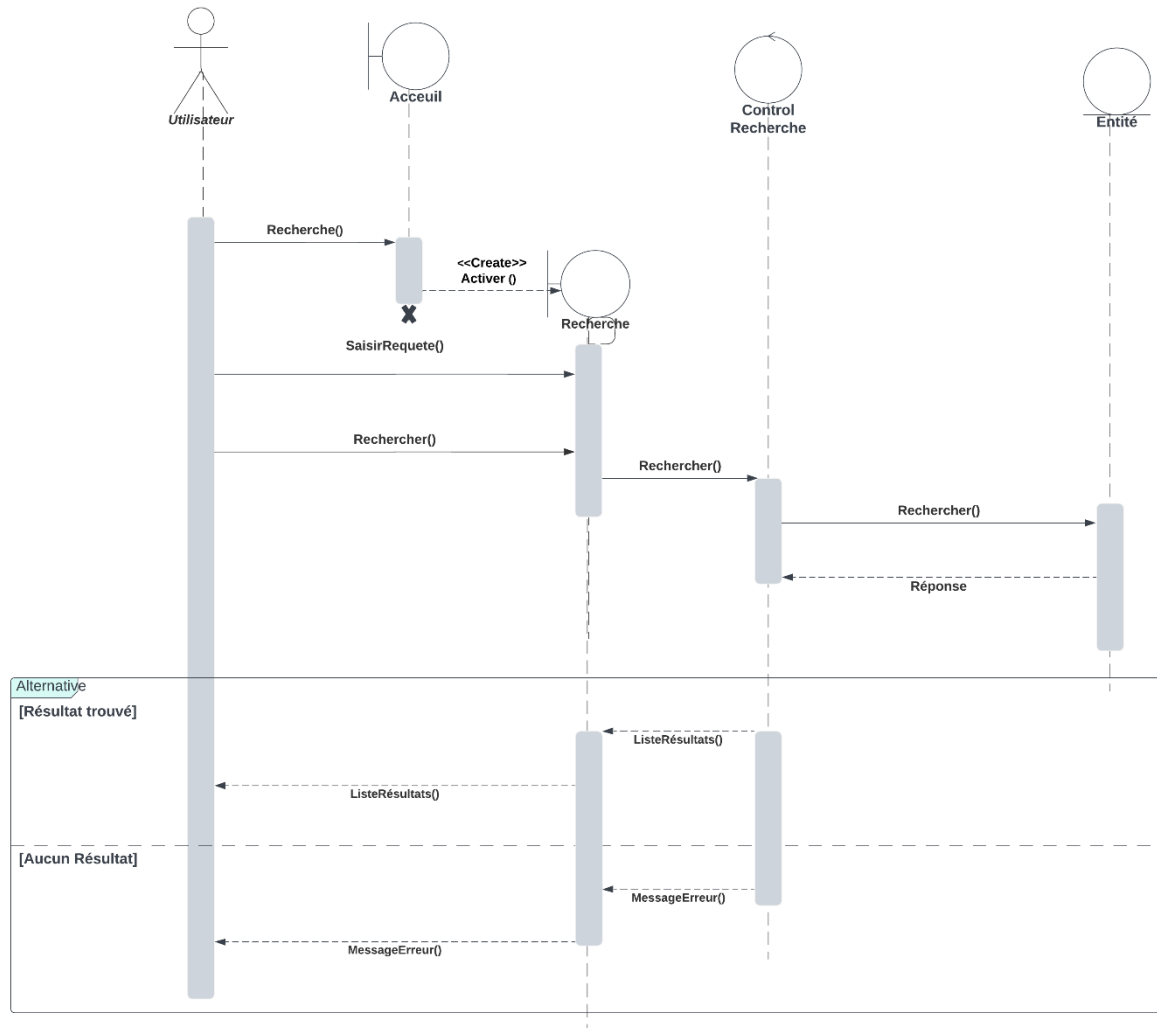 Acceuil
Control
Recherche
Entité
Utilisateur
Recherche()
<<Create>>
Activer ()
Recherche
SaisirRequete()
Rechercher()
Rechercher()
Rechercher()
Réponse
Alternative
[Résultat trouvé]
ListeRésultats()
ListeRésultats()
[Aucun Résultat]
MessageErreur()
MessageErreur()